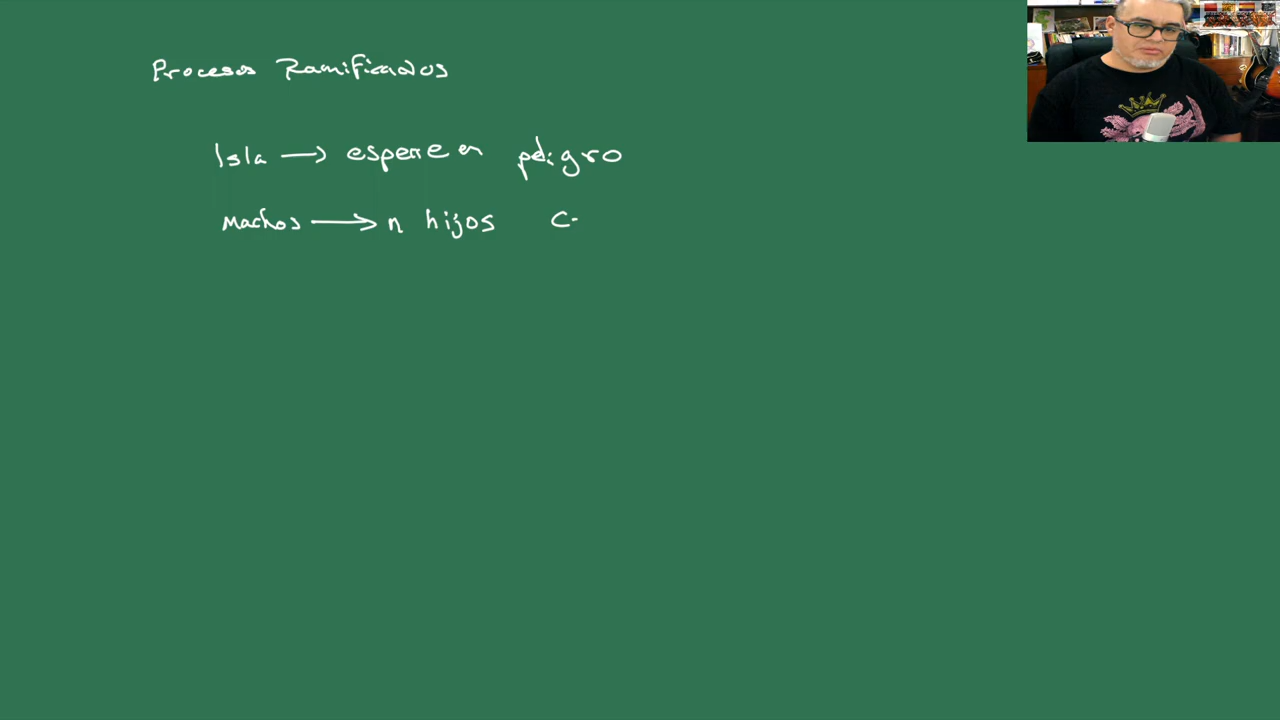 Procesos Ramificados
Isla → especie en peligro
Machos → n hijos c